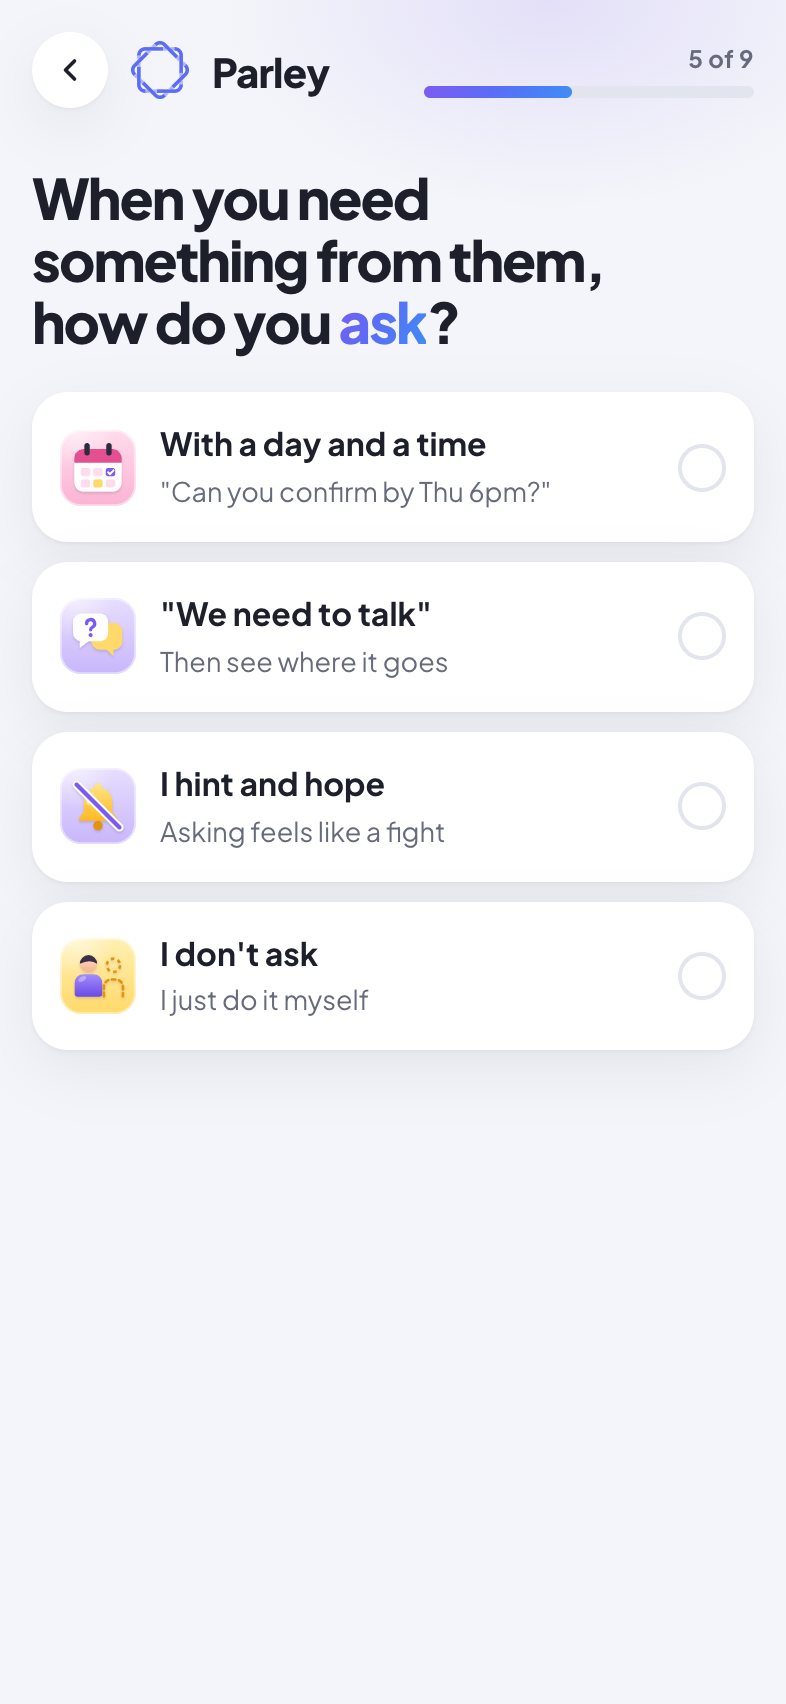 Parley
5 of 9
When you need
something from them,
how do you ask?
With a day and a time
"Can you confirm by Thu 6pm?"
"We need to talk"
Then see where it goes
I hint and hope
Asking feels like a fight
I don't ask
I just do it myself